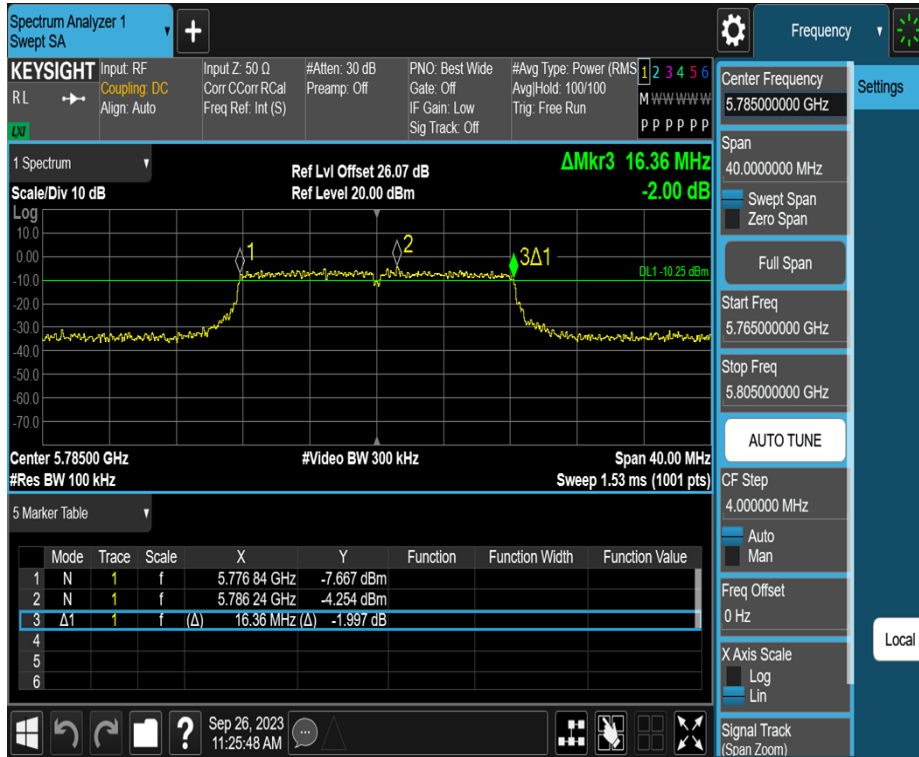 Spectrum Analyzer 1
Swept SA
Frequency
KEYSIGHT
R L
LXI
Input: RF
Coupling: DC
Align: Auto
Input Z: 50 Ω
Corr CCorr RCal
Freq Ref: Int (S)
#Atten: 30 dB
Preamp: Off
PNO: Best Wide
Gate: Off
IF Gain: Low
Sig Track: Off
#Avg Type: Power (RMS
Avg|Hold: 100/100
Trig: Free Run
1 2 3 4 5 6
M W W W W W
P P P P P P
Center Frequency
5.785000000 GHz
Settings
1 Spectrum
Scale/Div 10 dB
Ref Lvl Offset 26.07 dB
Ref Level 20.00 dBm
ΔMkr3 16.36 MHz
-2.00 dB
Log
10.0
0.00
-10.0
-20.0
-30.0
-40.0
-50.0
-60.0
-70.0
1
2
3Δ1
DL1 -10.25 dBm
Center 5.78500 GHz
#Video BW 300 kHz
Span 40.00 MHz
#Res BW 100 kHz
Sweep 1.53 ms (1001 pts)
Span
40.0000000 MHz
Swept Span
Zero Span
Full Span
Start Freq
5.765000000 GHz
Stop Freq
5.805000000 GHz
AUTO TUNE
CF Step
4.000000 MHz
Auto
Man
Freq Offset
0 Hz
X Axis Scale
Log
Lin
Signal Track
(Span Zoom)
Local
5 Marker Table
Mode Trace Scale X Y Function Function Width Function Value
1 N 1 f 5.776 84 GHz -7.667 dBm
2 N 1 f 5.786 24 GHz -4.254 dBm
3 Δ1 1 f (Δ) 16.36 MHz (Δ) -1.997 dB
4
5
6
?
Sep 26, 2023
11:25:48 AM